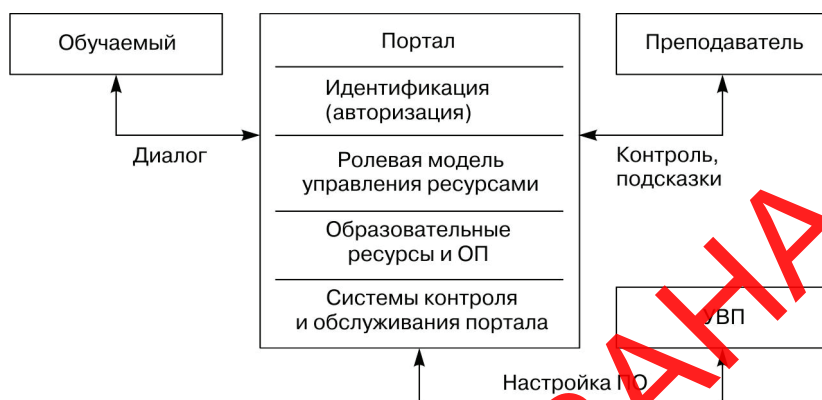 Обучаемый
Портал
Преподаватель
Идентификация
(авторизация)
Диалог
Ролевая модель
управления ресурсами
Контроль,
подсказки
Образовательные
ресурсы и ОП
Системы контроля
и обслуживания портала
УВП
Настройка ПО
САНА